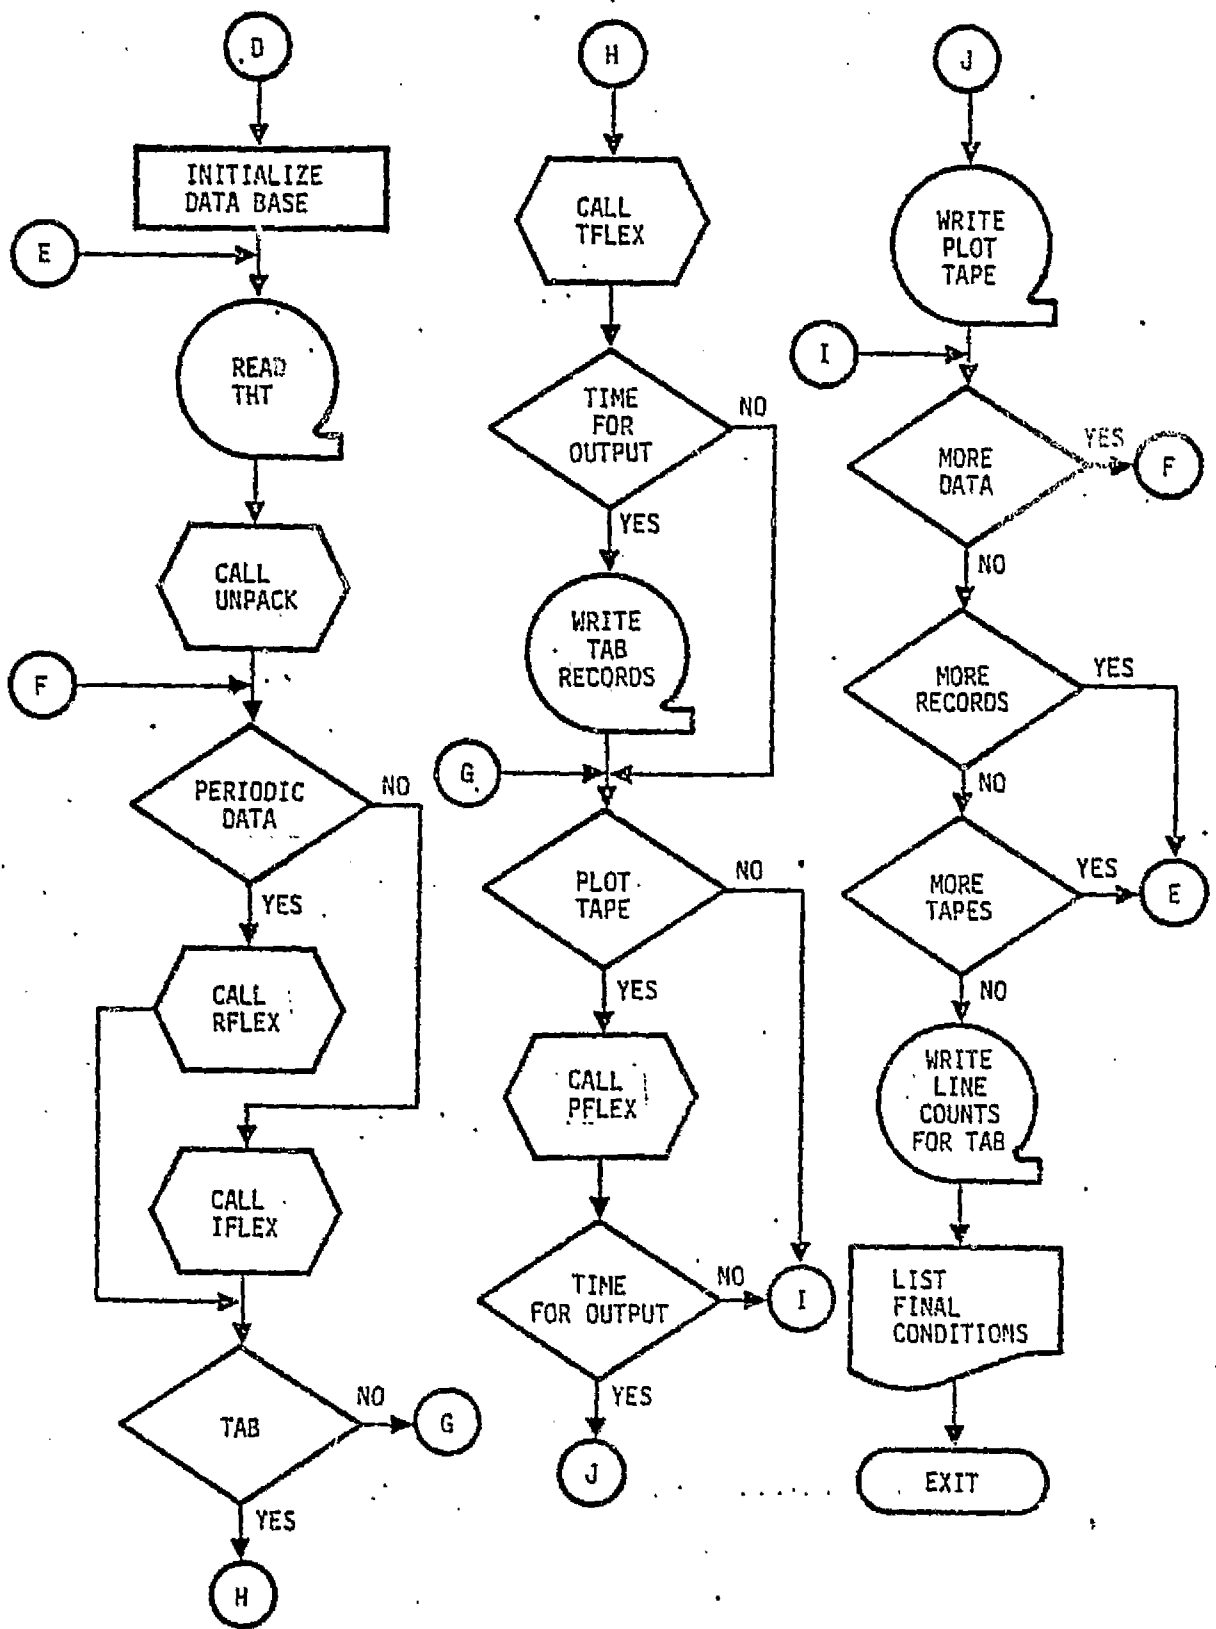 D
INITIALIZE
DATA BASE
E
READ
THT
CALL
UNPACK
F
PERIODIC
DATA
NO
YES
CALL
RFLEX
CALL
IFLEX
TAB
NO
G
YES
H
H
CALL
TFLEX
TIME
FOR
OUTPUT
NO
YES
WRITE
TAB
RECORDS
G
PLOT
TAPE
NO
YES
CALL
PFLEX
TIME
FOR OUTPUT
NO
I
YES
J
J
WRITE
PLOT
TAPE
I
MORE
DATA
YES
F
NO
MORE
RECORDS
YES
NO
MORE
TAPES
YES
E
NO
WRITE
LINE
COUNTS
FOR TAB
LIST
FINAL
CONDITIONS
EXIT